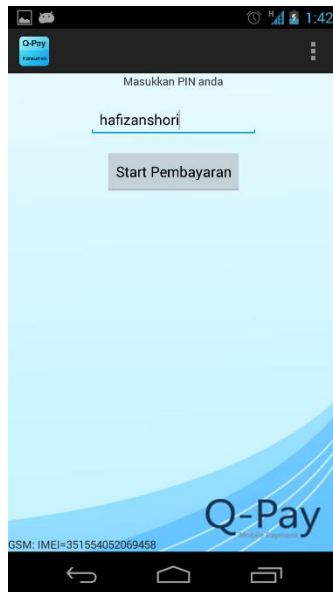 H 1:42
Q-Pay
Konsumen
Masukkan PIN anda
hafizanshori
Start Pembayaran
Q-Pay
Mobile Payment
GSM: IMEI=351554052069458